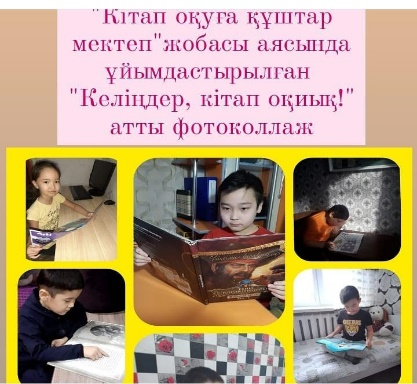 "Кітап оқуға құштар
мектеп"жобасы аясында
ұйымдастырылған
"Келіңдер, кітап оқиық!"
атты фотоколлаж